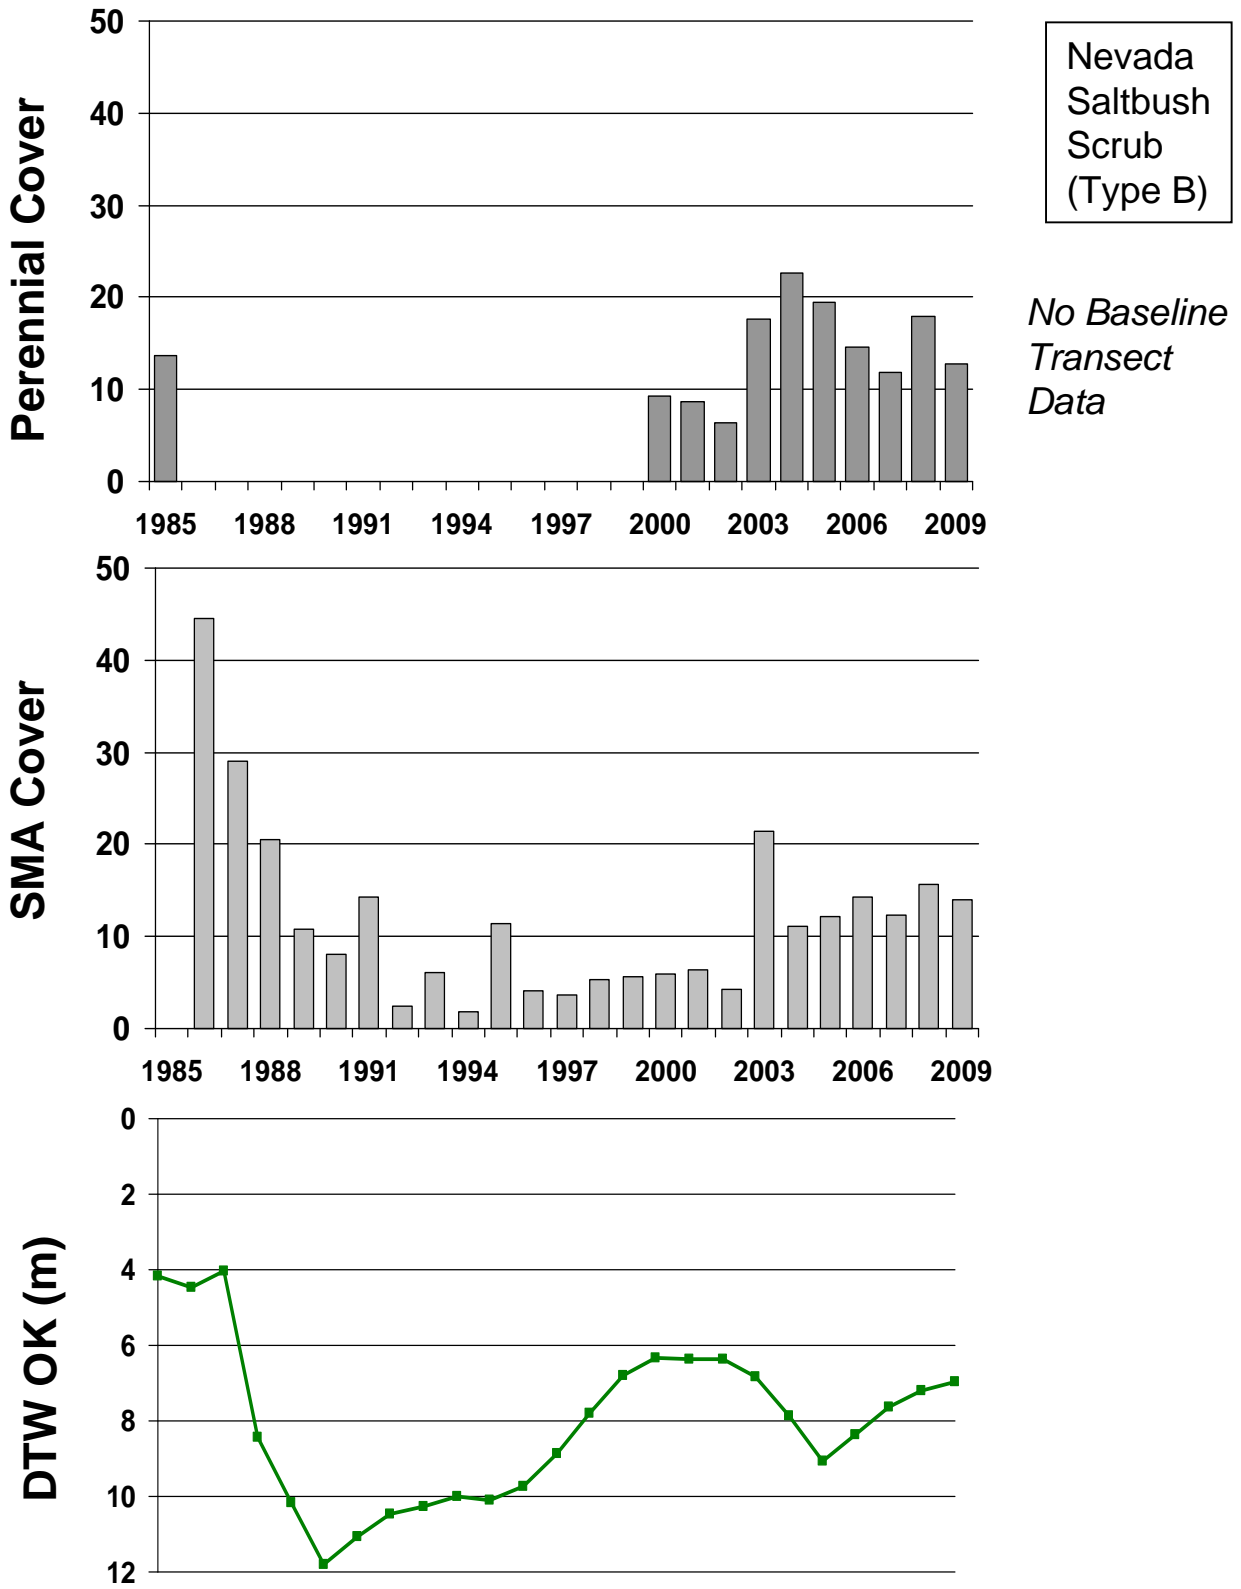 Perennial Cover
50
40
30
20
10
0
1985 1988 1991 1994 1997 2000 2003 2006 2009
Nevada
Saltbush
Scrub
(Type B)
No Baseline
Transect
Data
SMA Cover
50
40
30
20
10
0
1985 1988 1991 1994 1997 2000 2003 2006 2009
DTW OK (m)
0
2
4
6
8
10
12